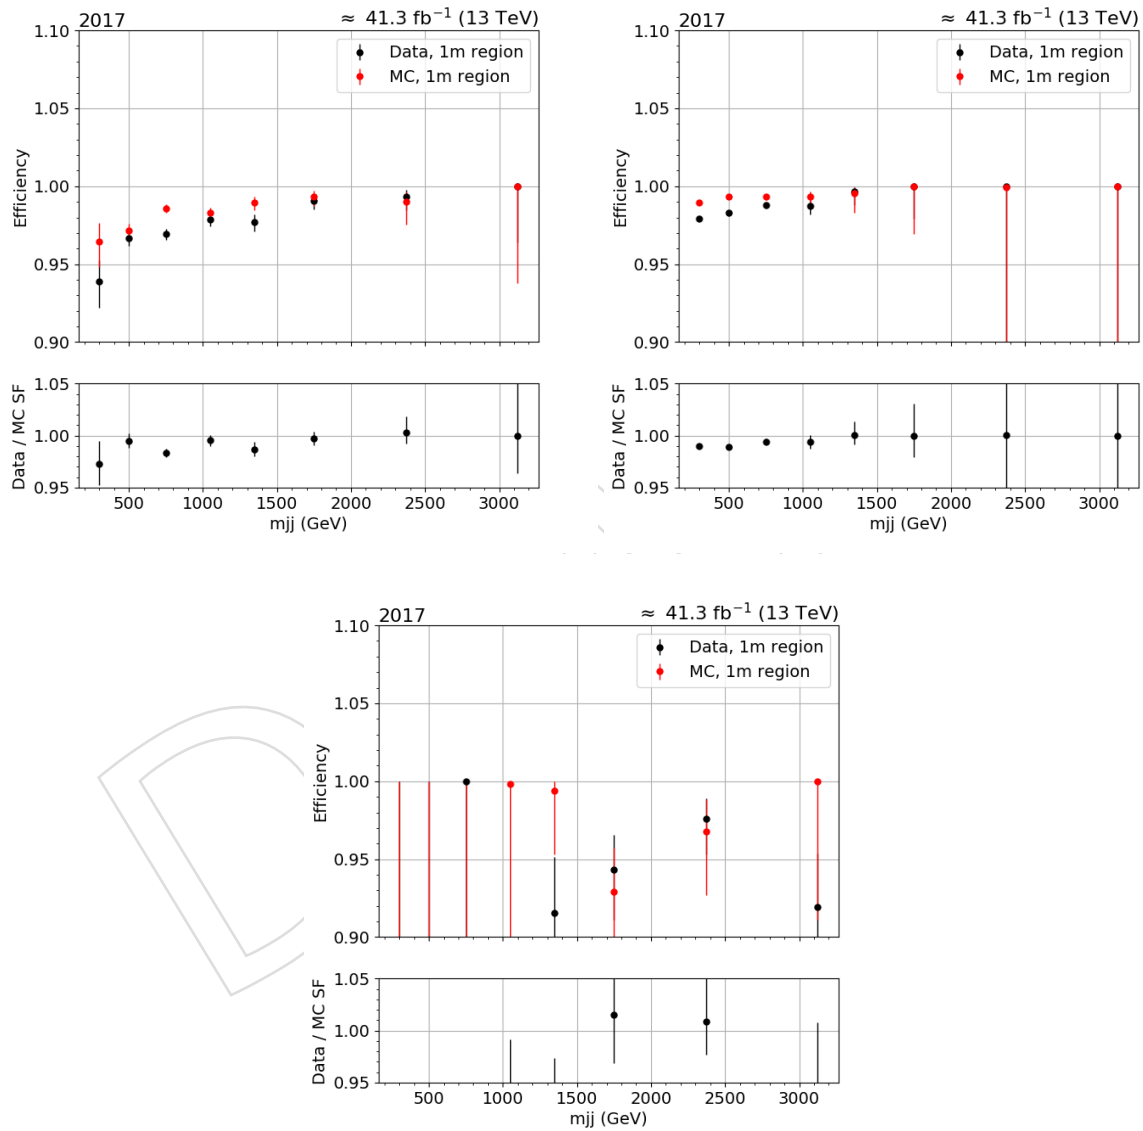 2017 ≈ 41.3 fb⁻¹ (13 TeV)
1.10
1.05
1.00
0.95
0.90
Efficiency
Data, 1m region
MC, 1m region
1.05
1.00
0.95
Data / MC SF
500 1000 1500 2000 2500 3000
mjj (GeV)
≈ 41.3 fb⁻¹ (13 TeV)
1.10
1.05
1.00
0.95
0.90
Efficiency
Data, 1m region
MC, 1m region
1.05
1.00
0.95
Data / MC SF
500 1000 1500 2000 2500 3000
mjj (GeV)
2017 ≈ 41.3 fb⁻¹ (13 TeV)
1.10
1.05
1.00
0.95
0.90
Efficiency
Data, 1m region
MC, 1m region
1.05
1.00
0.95
Data / MC SF
500 1000 1500 2000 2500 3000
mjj (GeV)